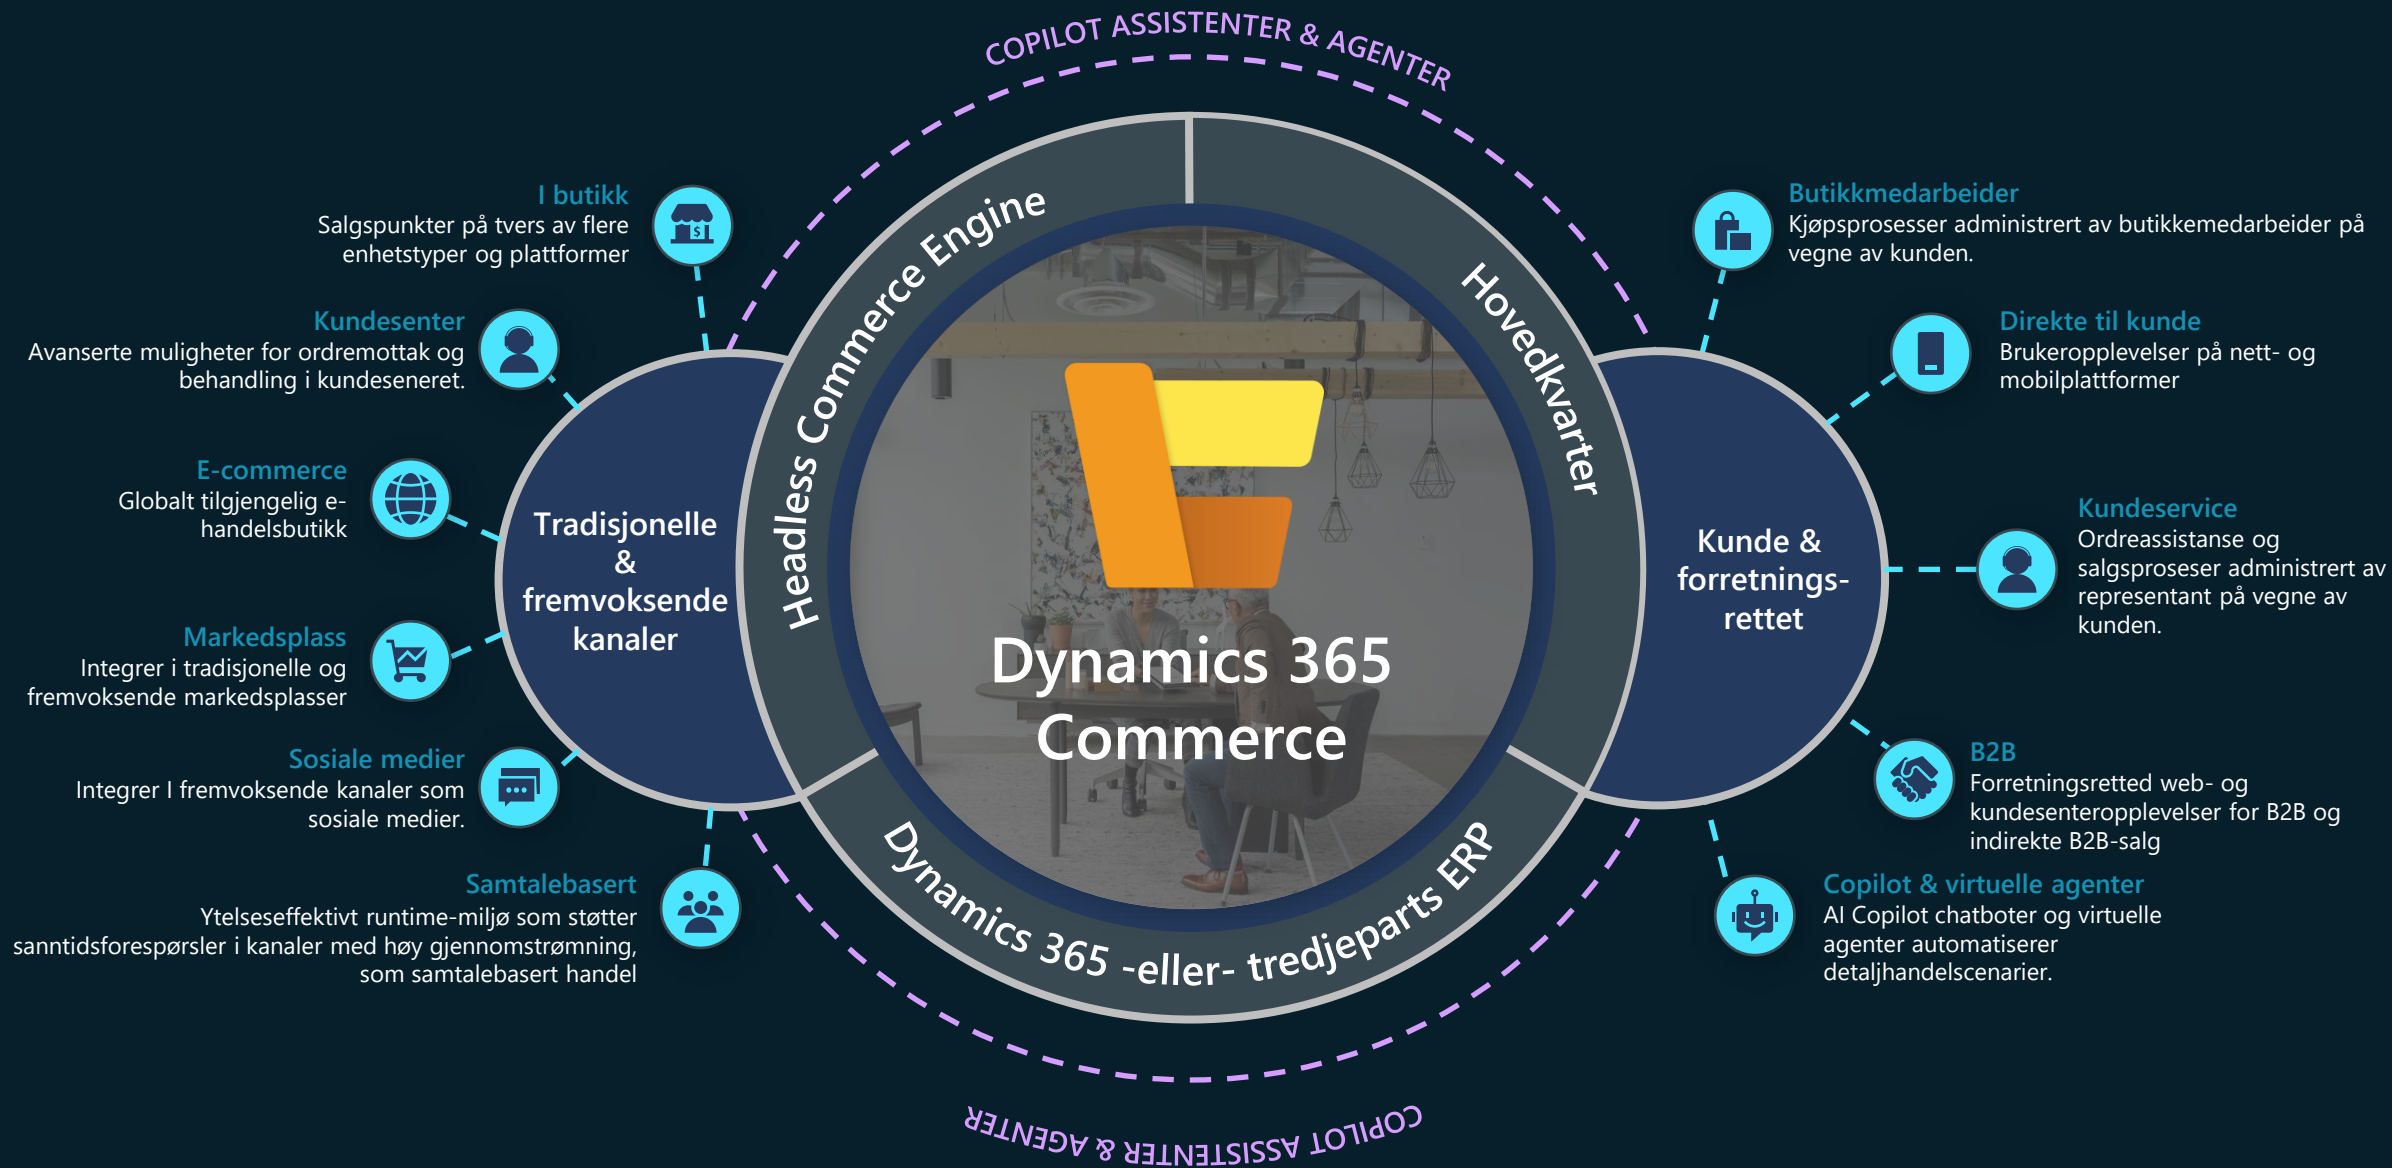 COPILOT ASSISTENTER & AGENTER
I butikk
Salgspunkter på tvers av flere
enhetstyper og plattformer
Kundesenter
Avanserte muligheter for ordremottak og
behandling i kundeseneret.
E-commerce
Globalt tilgjengelig e-
handelsbutikk
Markedsplass
Integrer i tradisjonelle og
fremvoksende markedsplasser
Sosiale medier
Integrer I fremvoksende kanaler som
sosiale medier.
Samtalebasert
Ytelseseffektivt runtime-miljø som støtter
sanntidsforespørsler i kanaler med høy gjennomstrømning,
som samtalebasert handel
Tradisjonelle
&
fremvoksende
kanaler
Headless Commerce Engine
Hovedkvarter
Dynamics 365 -eller- tredjeparts ERP
Dynamics 365
Commerce
Kunde &
forretnings-
rettet
Butikkmedarbeider
Kjøpsprosesser administrert av butikkemedarbeider på
vegne av kunden.
Direkte til kunde
Brukeropplevelser på nett- og
mobilplattformer
Kundeservice
Ordreassistanse og
salgsproseser administrert av
representant på vegne av
kunden.
B2B
Forretningsretted web- og
kundesenteropplevelser for B2B og
indirekte B2B-salg
Copilot & virtuelle agenter
AI Copilot chatboter og virtuelle
agenter automatiserer
detaljhandelscenarier.
COPILOT ASSISTENTER & AGENTER